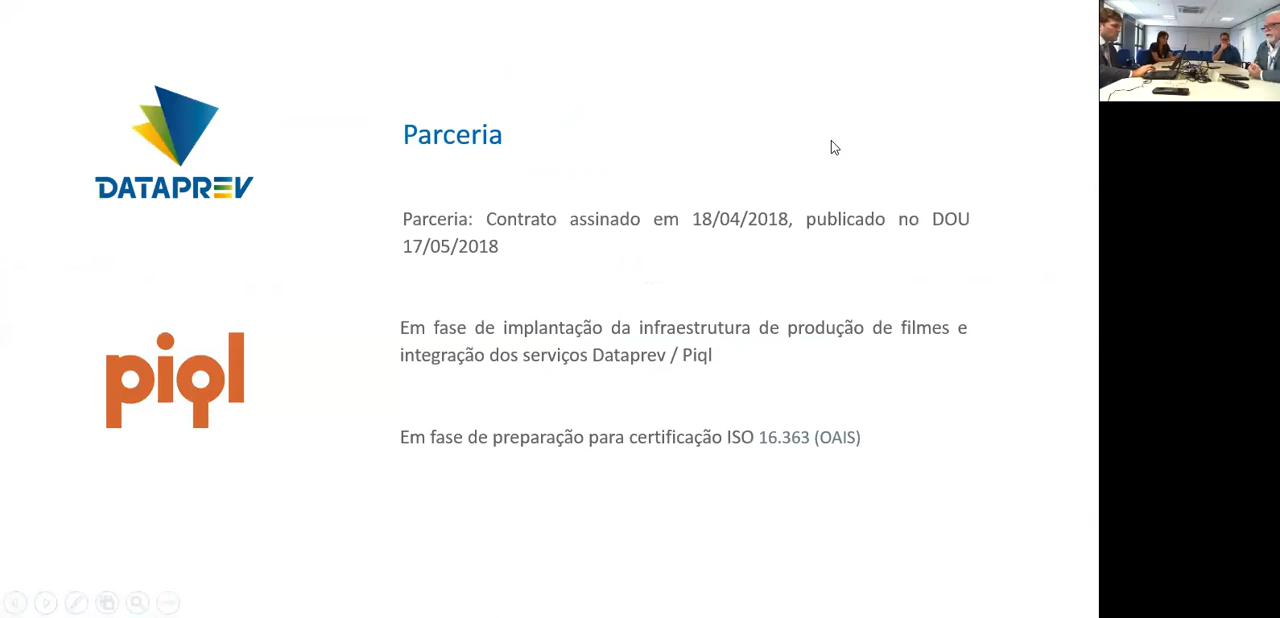 DATAPREV
Parceria
Parceria: Contrato assinado em 18/04/2018, publicado no DOU
17/05/2018
piql
Em fase de implantação da infraestrutura de produção de filmes e
integração dos serviços Dataprev / Piql
Em fase de preparação para certificação ISO 16.363 (OAIS)